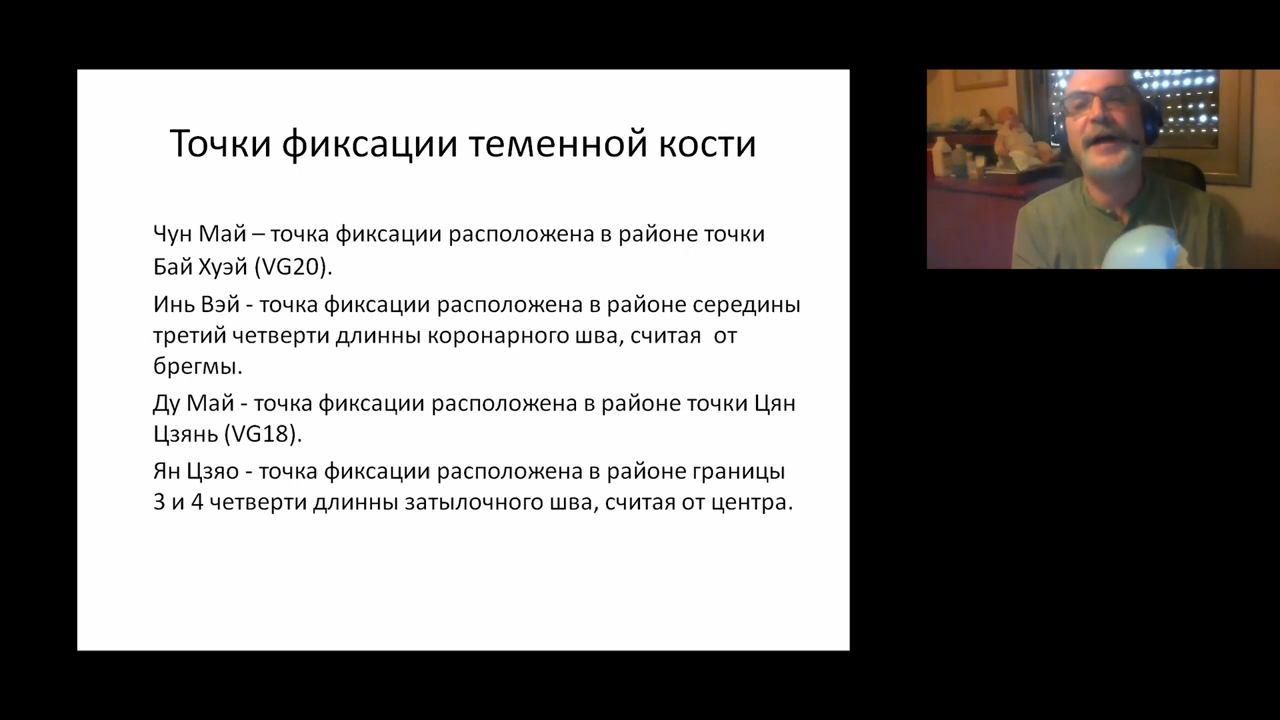 Точки фиксации теменной кости
Чун Май – точка фиксации расположена в районе точки
Бай Хуэй (VG20).
Инь Вэй - точка фиксации расположена в районе середины
третий четверти длинны коронарного шва, считая от
брегмы.
Ду Май - точка фиксации расположена в районе точки Цян
Цзянь (VG18).
Ян Цзяо - точка фиксации расположена в районе границы
3 и 4 четверти длинны затылочного шва, считая от центра.